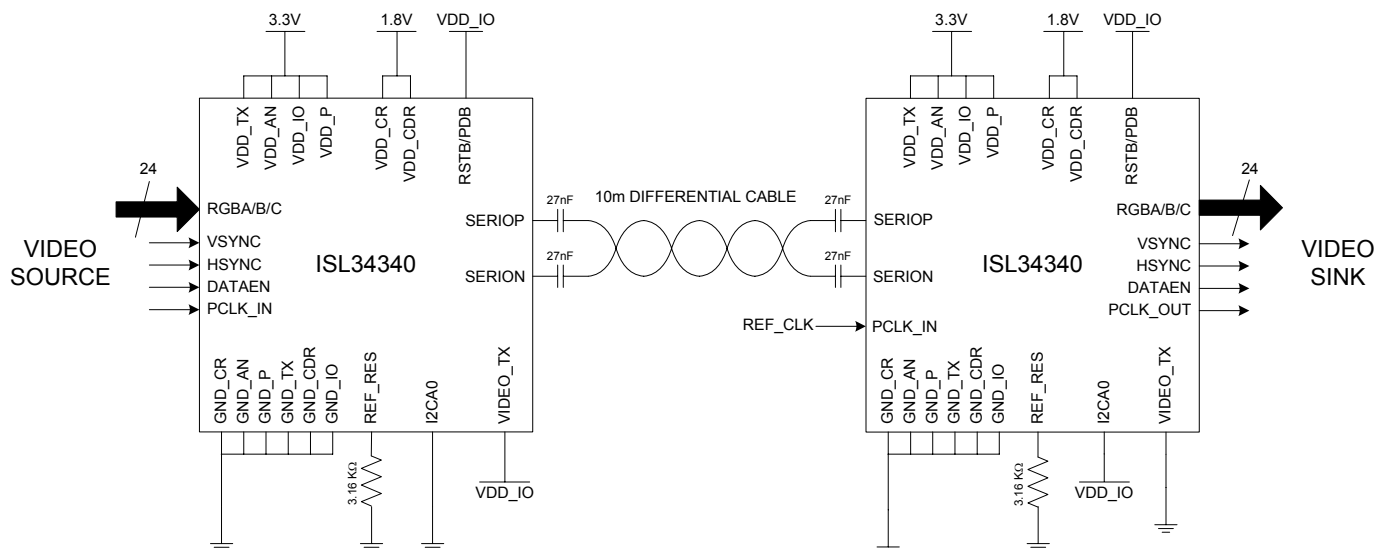 3.3V
1.8V
VDD_IO
3.3V
1.8V
VDD_IO
VDD_TX
VDD_AN
VDD_IO
VDD_P
VDD_CR
VDD_CDR
RSTB/PDB
VDD_TX
VDD_AN
VDD_IO
VDD_P
VDD_CR
VDD_CDR
RSTB/PDB
24
RGBA/B/C
VIDEO
SOURCE
VSYNC
HSYNC
DATAEN
PCLK_IN
ISL34340
SERIOP
SERION
27nF
27nF
10m DIFFERENTIAL CABLE
27nF
27nF
SERIOP
SERION
ISL34340
REF_CLK
PCLK_IN
24
RGBA/B/C
VSYNC
HSYNC
DATAEN
PCLK_OUT
VIDEO
SINK
GND_CR
GND_AN
GND_P
GND_TX
GND_CDR
GND_IO
REF_RES
I2CA0
VIDEO_TX
3.16 KΩ
VDD_IO
GND_CR
GND_AN
GND_P
GND_TX
GND_CDR
GND_IO
REF_RES
I2CA0
VIDEO_TX
3.16 KΩ
VDD_IO